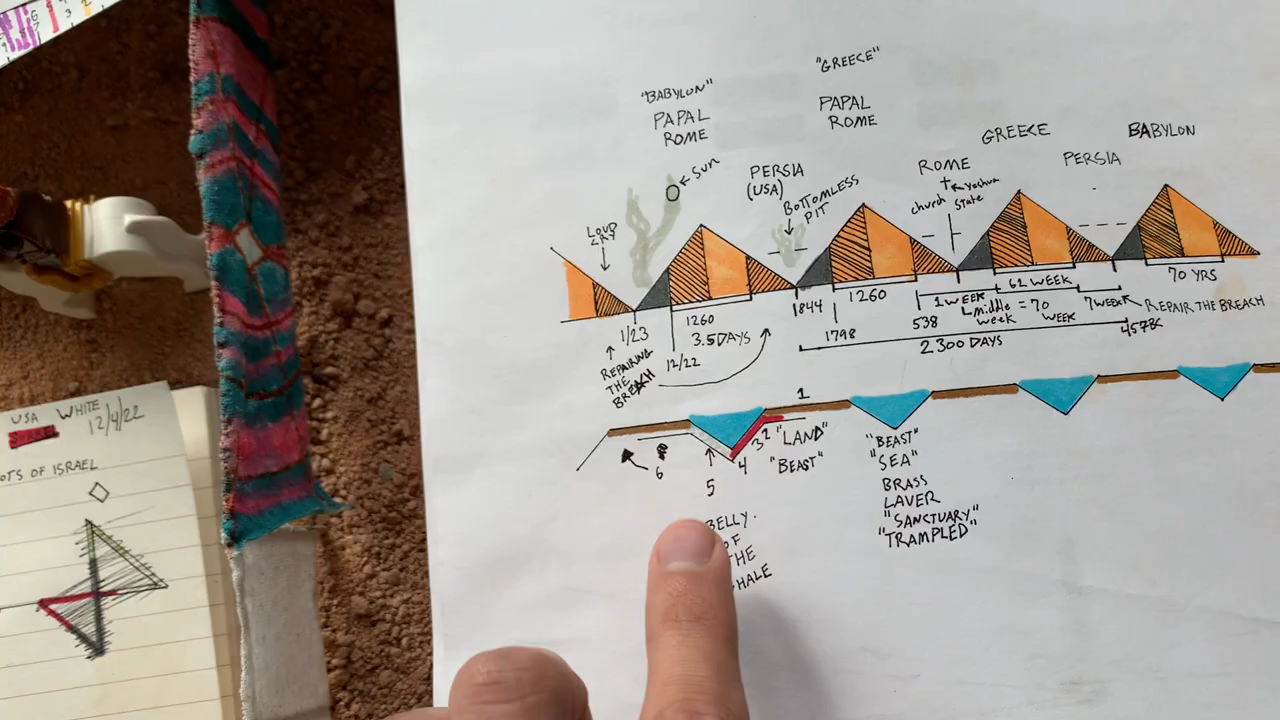 "GREECE"
"BABYLON"
PAPAL
ROME
PAPAL
ROME
GREECE
BABYLON
PERSIA
(USA)
ROME
PERSIA
SUN
BOTTOMLESS
PIT
Yashua
church
State
LOUD
CRY
70 YRS
62 WEEK
1 WEEK
7 WEEK
REPAIR THE BREACH
middle = 70
week
WEEK
1844
1260
1798
538
457BC
2300 DAYS
1/23
1260
3.5 DAYS
12/22
REPAIRING
THE
BREACH
1
2
3
4
5
6
"LAND"
"BEAST"
"BEAST"
"SEA"
BRASS
LAVER
"SANCTUARY"
"TRAMPLED"
BELLY
OF
THE
WHALE
USA WHITE
12/4/22
OTS OF ISRAEL